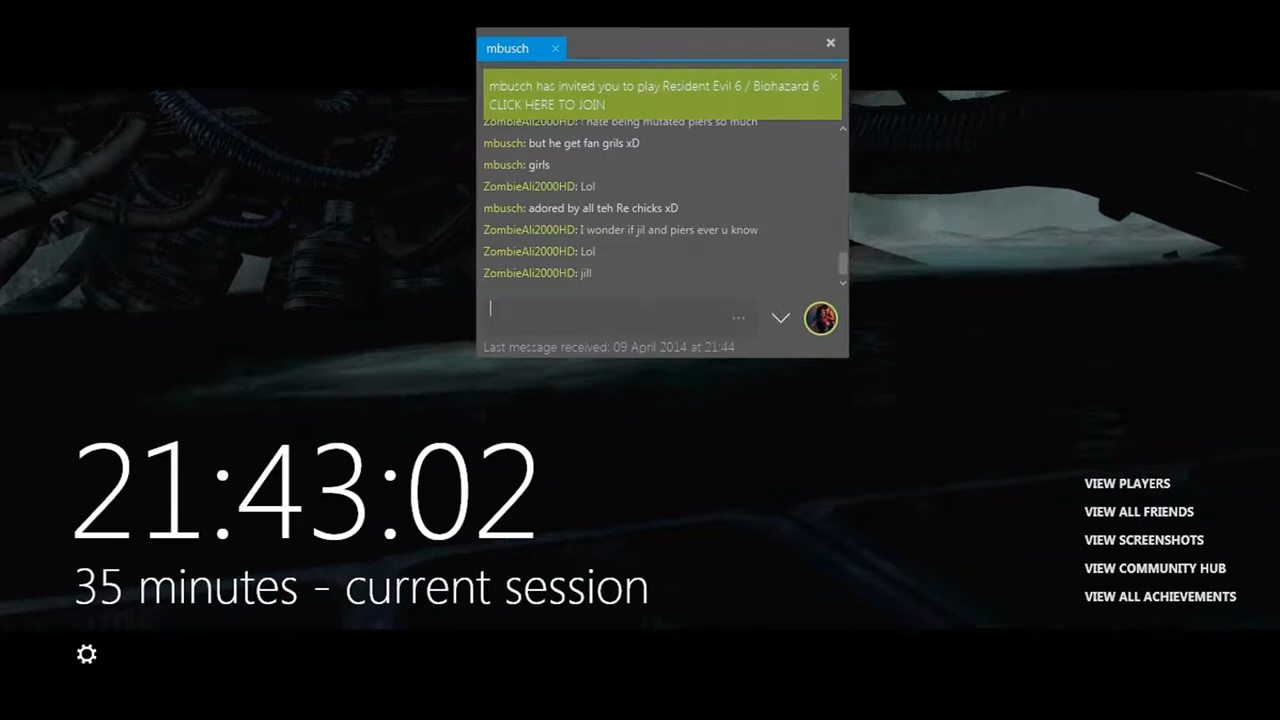 mbusch
mbusch has invited you to play Resident Evil 6 / Biohazard 6
CLICK HERE TO JOIN
ZombieAli2000HD: I hate being mutated piers so much
mbusch: but he get fan grils xD
mbusch: girls
ZombieAli2000HD: Lol
mbusch: adored by all teh Re chicks xD
ZombieAli2000HD: I wonder if jil and piers ever u know
ZombieAli2000HD: Lol
ZombieAli2000HD: jill
Last message received: 09 April 2014 at 21:44
21:43:02
35 minutes - current session
VIEW PLAYERS
VIEW ALL FRIENDS
VIEW SCREENSHOTS
VIEW COMMUNITY HUB
VIEW ALL ACHIEVEMENTS